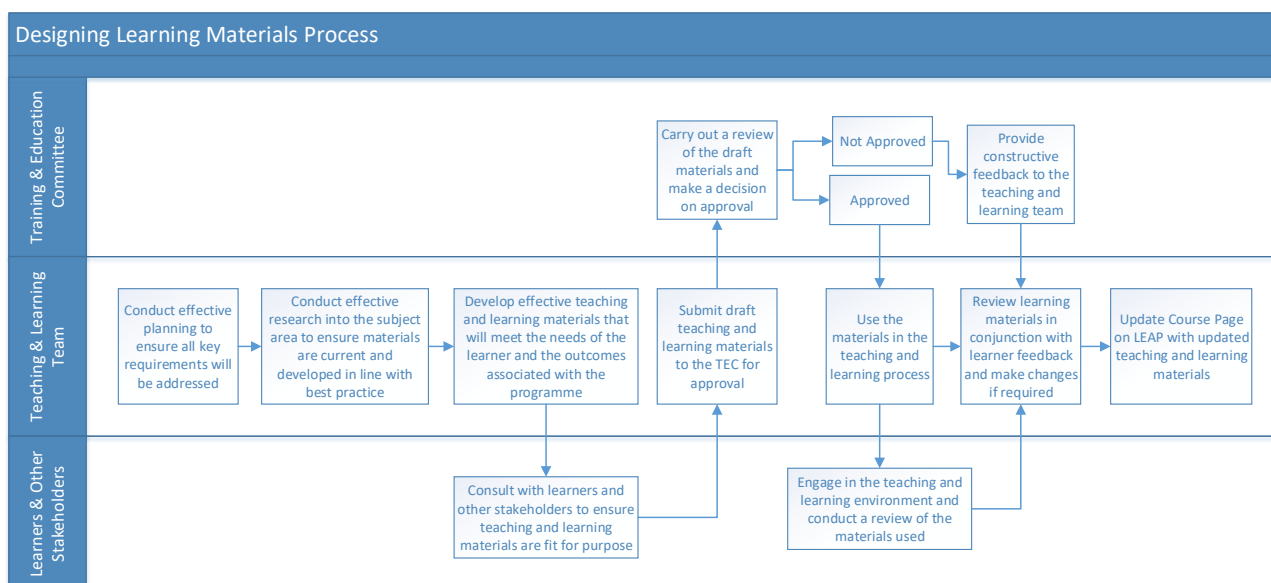 Designing Learning Materials Process
Training & Education
Committee
Carry out a review
of the draft
materials and
make a decision
on approval
Not Approved
Approved
Provide
constructive
feedback to the
teaching and
learning team
Teaching & Learning
Team
Conduct effective
planning to
ensure all key
requirements will
be addressed
Conduct effective
research into the subject
area to ensure materials
are current and
developed in line with
best practice
Develop effective teaching
and learning materials that
will meet the needs of the
learner and the outcomes
associated with the
programme
Submit draft
teaching and
learning materials
to the TEC for
approval
Use the
materials in the
teaching and
learning process
Review learning
materials in
conjunction with
learner feedback
and make changes
if required
Update Course Page
on LEAP with updated
teaching and learning
materials
Learners & Other
Stakeholders
Consult with learners and
other stakeholders to ensure
teaching and learning
materials are fit for purpose
Engage in the teaching and
learning environment and
conduct a review of the
materials used